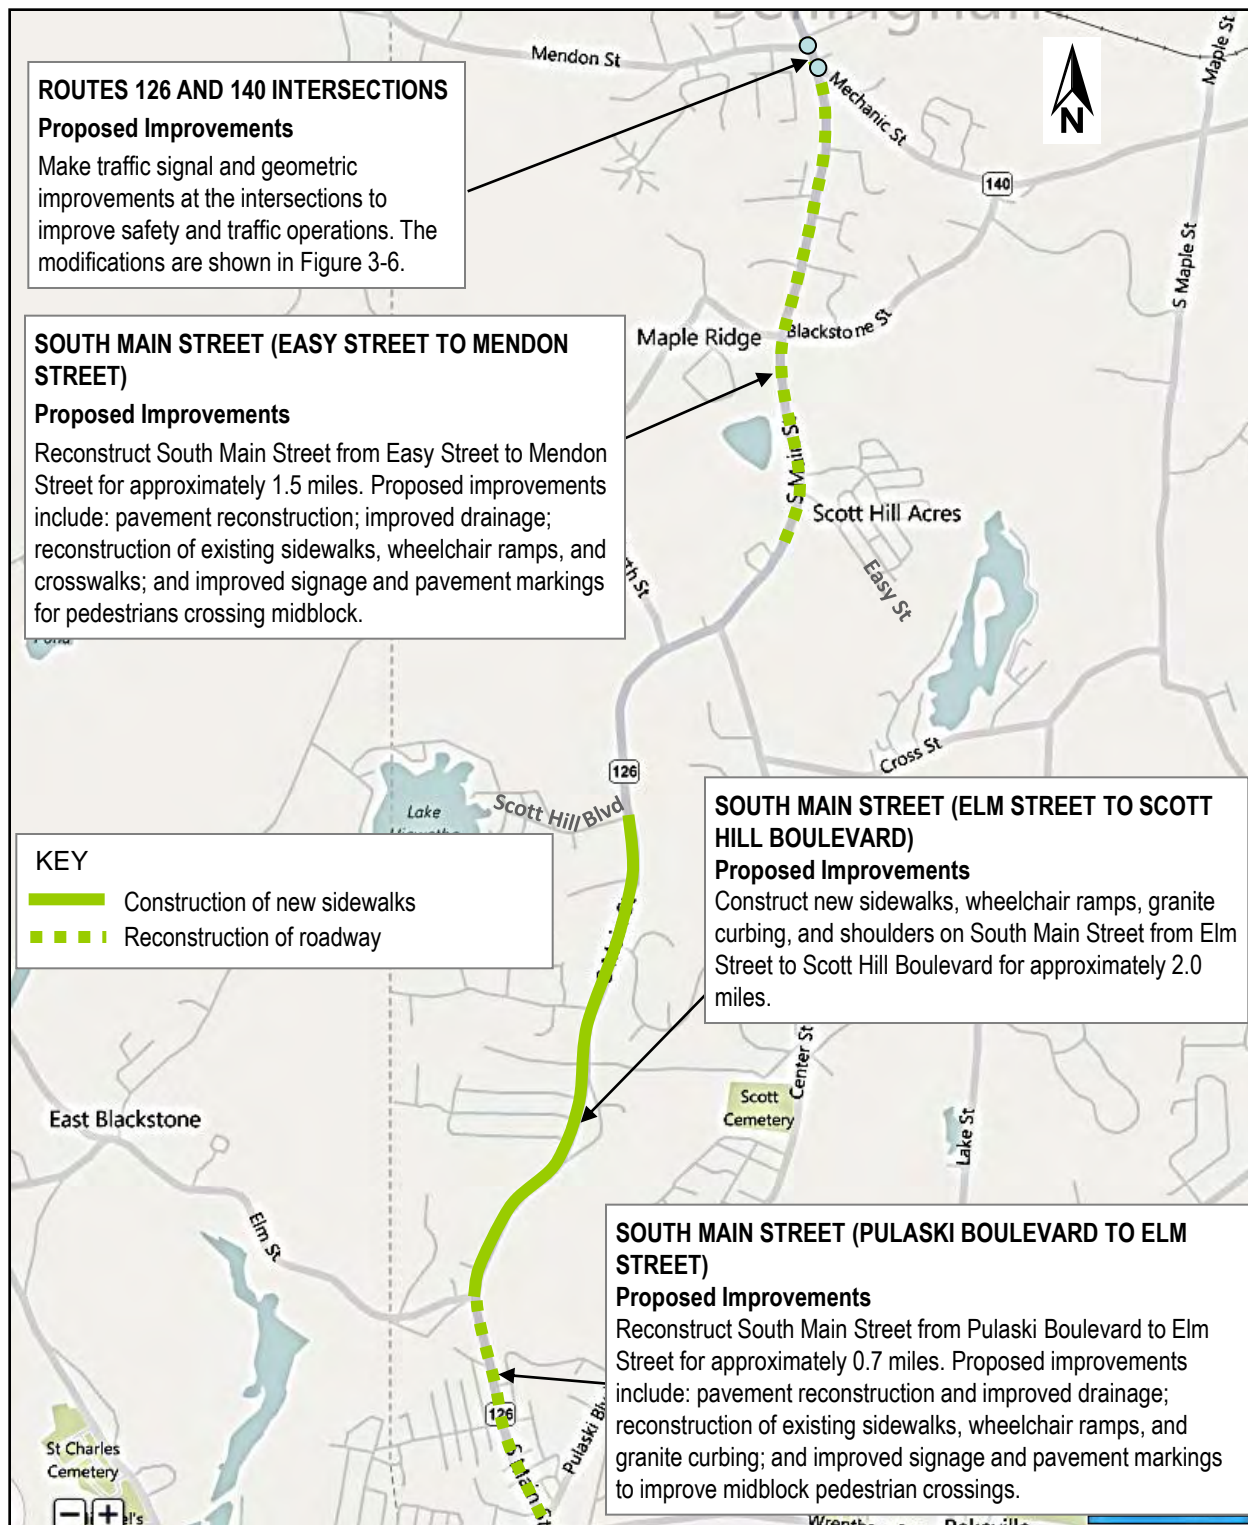 Mendon St
Maple St
ROUTES 126 AND 140 INTERSECTIONS
Proposed Improvements
Make traffic signal and geometric
improvements at the intersections to
improve safety and traffic operations. The
modifications are shown in Figure 3-6.
N
Mechanic St
140
S Maple St
SOUTH MAIN STREET (EASY STREET TO MENDON
STREET)
Proposed Improvements
Reconstruct South Main Street from Easy Street to Mendon
Street for approximately 1.5 miles. Proposed improvements
include: pavement reconstruction; improved drainage;
reconstruction of existing sidewalks, wheelchair ramps, and
crosswalks; and improved signage and pavement markings
for pedestrians crossing midblock.
Maple Ridge
Blackstone St
S Main St
Scott Hill Acres
Easy St
Cross St
126
Lake
Scott Hill Blvd
SOUTH MAIN STREET (ELM STREET TO SCOTT
HILL BOULEVARD)
Proposed Improvements
Construct new sidewalks, wheelchair ramps, granite
curbing, and shoulders on South Main Street from Elm
Street to Scott Hill Boulevard for approximately 2.0
miles.
KEY
Construction of new sidewalks
Reconstruction of roadway
Center St
Scott
Cemetery
Lake St
East Blackstone
Elm St
SOUTH MAIN STREET (PULASKI BOULEVARD TO ELM
STREET)
Proposed Improvements
Reconstruct South Main Street from Pulaski Boulevard to Elm
Street for approximately 0.7 miles. Proposed improvements
include: pavement reconstruction and improved drainage;
reconstruction of existing sidewalks, wheelchair ramps, and
granite curbing; and improved signage and pavement markings
to improve midblock pedestrian crossings.
126
Pulaski
S Main St
St Charles
Cemetery